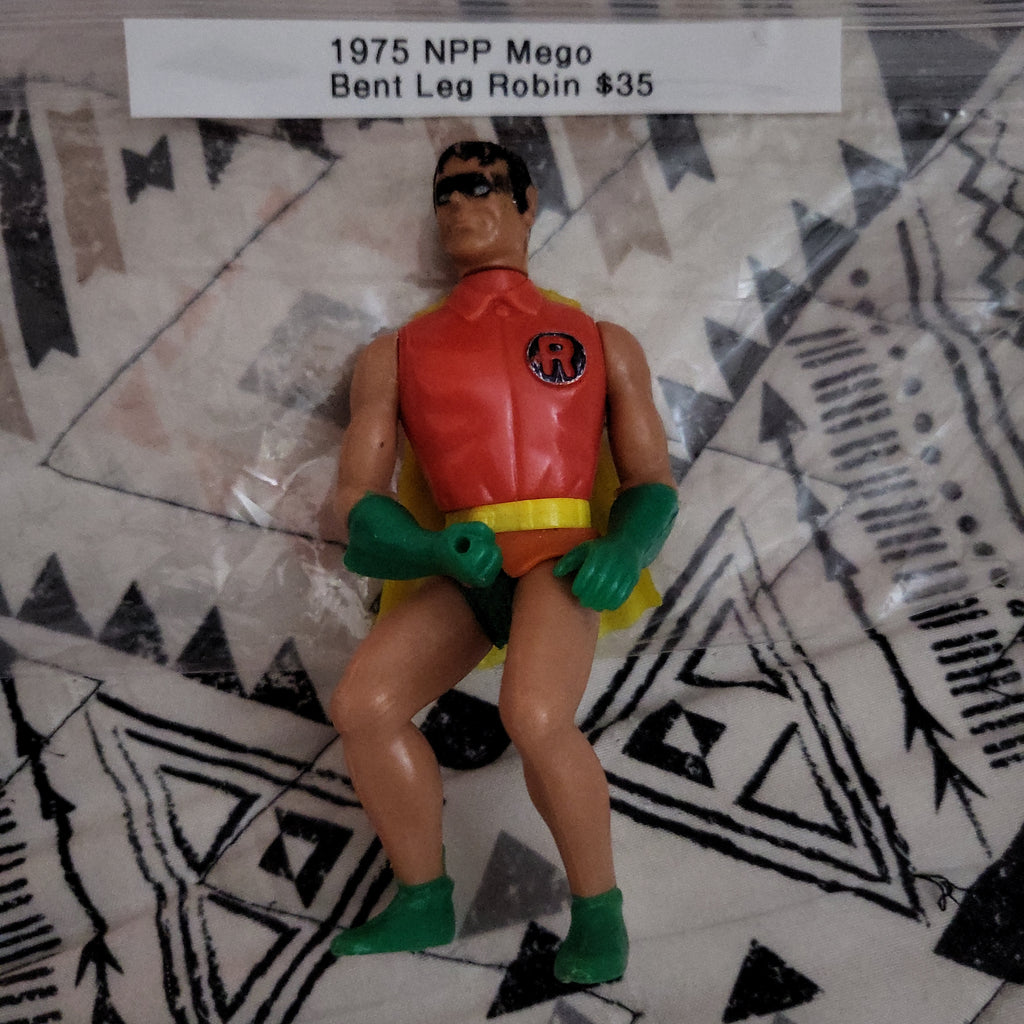 1975 NPP Mego
Bent Leg Robin $35
R